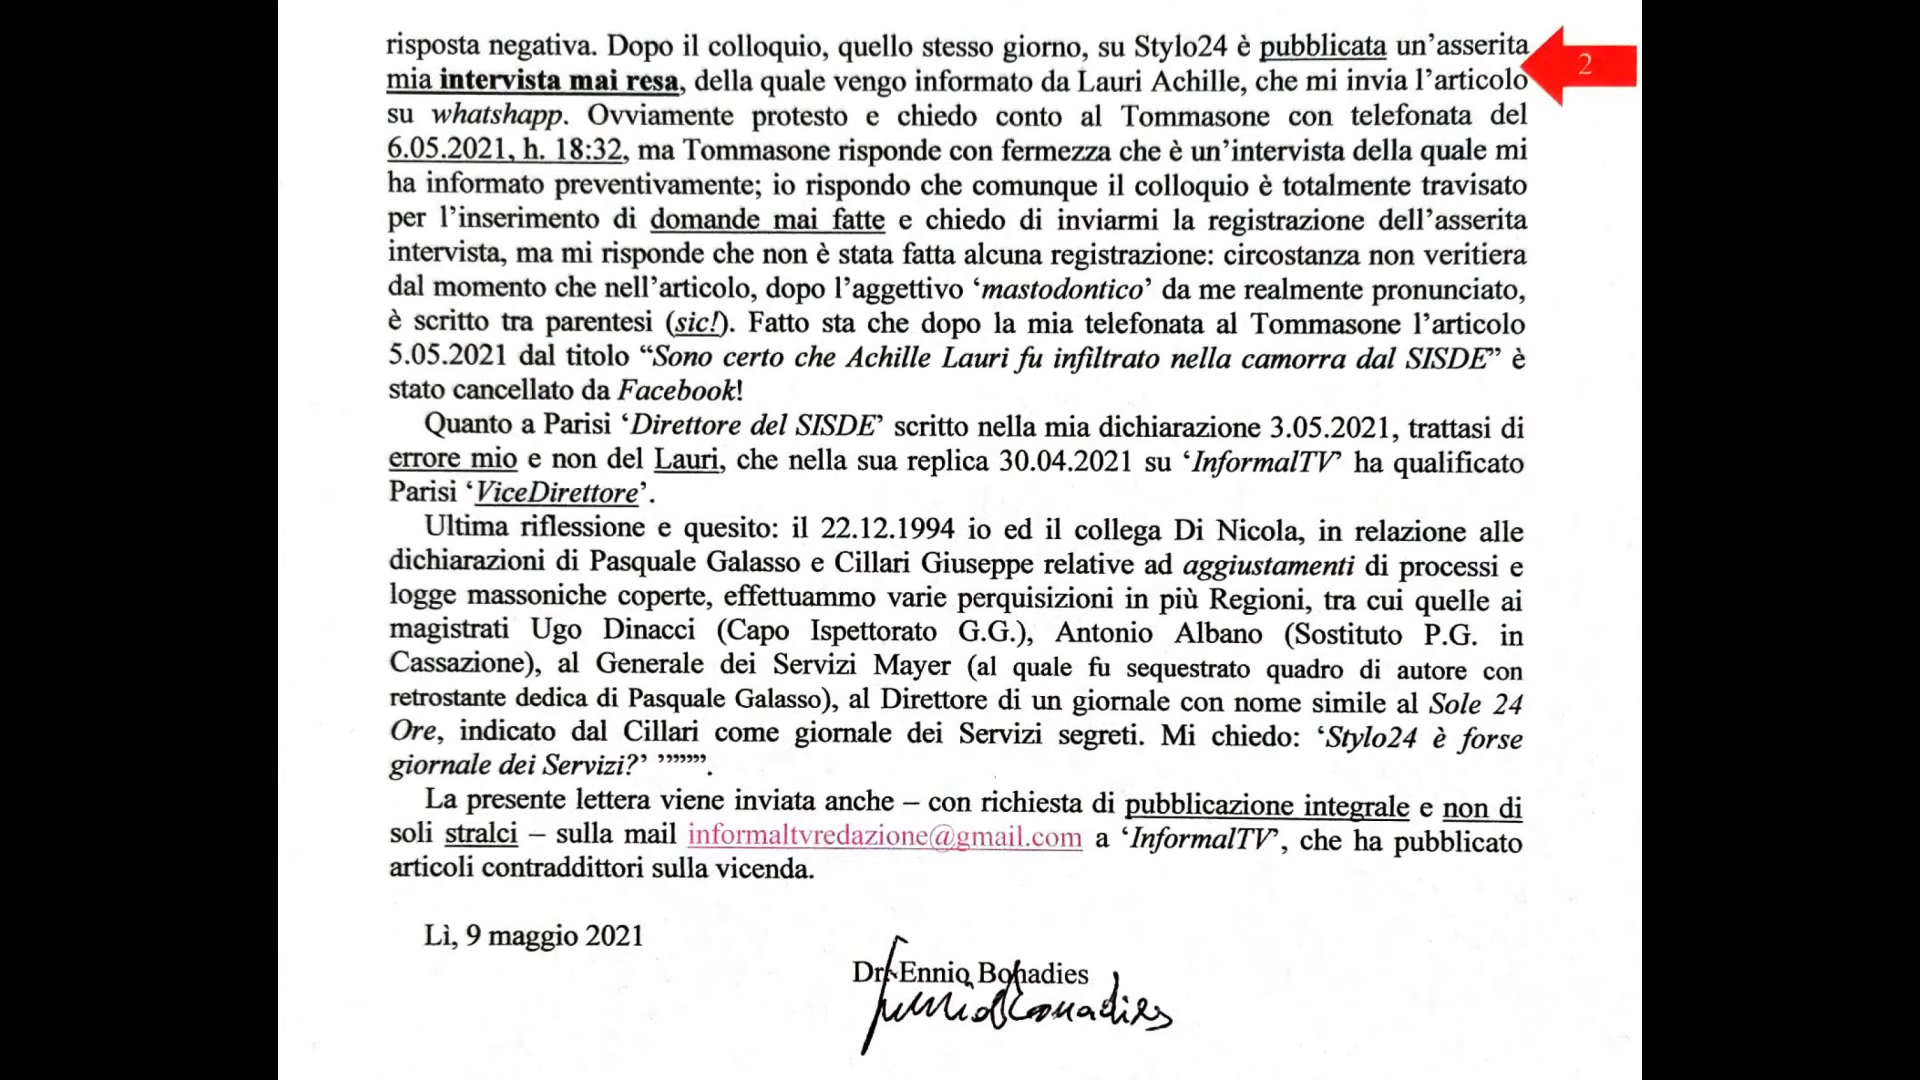 risposta negativa. Dopo il colloquio, quello stesso giorno, su Stylo24 è pubblicata un’asserita
2
mia intervista mai resa, della quale vengo informato da Lauri Achille, che mi invia l’articolo
su whatshapp. Ovviamente protesto e chiedo conto al Tommasone con telefonata del
6.05.2021, h. 18:32, ma Tommasone risponde con fermezza che è un’intervista della quale mi
ha informato preventivamente; io rispondo che comunque il colloquio è totalmente travisato
per l’inserimento di domande mai fatte e chiedo di inviarmi la registrazione dell’asserita
intervista, ma mi risponde che non è stata fatta alcuna registrazione: circostanza non veritiera
dal momento che nell’articolo, dopo l’aggettivo ‘mastodontico’ da me realmente pronunciato,
è scritto tra parentesi (sic!). Fatto sta che dopo la mia telefonata al Tommasone l’articolo
5.05.2021 dal titolo “Sono certo che Achille Lauri fu infiltrato nella camorra dal SISDE” è
stato cancellato da Facebook!
Quanto a Parisi ‘Direttore del SISDE’ scritto nella mia dichiarazione 3.05.2021, trattasi di
errore mio e non del Lauri, che nella sua replica 30.04.2021 su ‘InformalTV’ ha qualificato
Parisi ‘ViceDirettore’.
Ultima riflessione e quesito: il 22.12.1994 io ed il collega Di Nicola, in relazione alle
dichiarazioni di Pasquale Galasso e Cillari Giuseppe relative ad aggiustamenti di processi e
logge massoniche coperte, effettuammo varie perquisizioni in più Regioni, tra cui quelle ai
magistrati Ugo Dinacci (Capo Ispettorato G.G.), Antonio Albano (Sostituto P.G. in
Cassazione), al Generale dei Servizi Mayer (al quale fu sequestrato quadro di autore con
retrostante dedica di Pasquale Galasso), al Direttore di un giornale con nome simile al Sole 24
Ore, indicato dal Cillari come giornale dei Servizi segreti. Mi chiedo: ‘Stylo24 è forse
giornale dei Servizi?’ ’”””’.
La presente lettera viene inviata anche – con richiesta di pubblicazione integrale e non di
soli stralci – sulla mail informaltvredazione@gmail.com a ‘InformalTV’, che ha pubblicato
articoli contraddittori sulla vicenda.
Lì, 9 maggio 2021
Dr. Ennio Bonadies
Ennio Bonadies